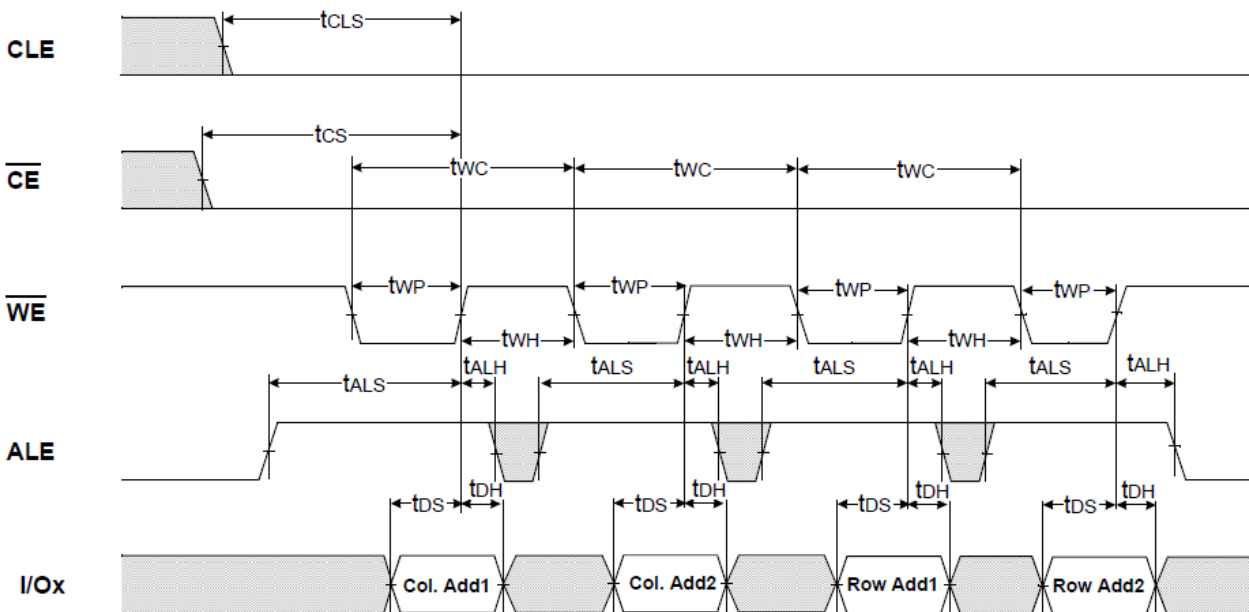 tCLS
CLE
tCS
CE
tWC tWC tWC
tWP tWP tWP tWP
WE
tWH tWH tWH
tALS tALH tALS tALH tALS tALH tALS tALH
ALE
tDS tDH tDS tDH tDS tDH tDS tDH
I/Ox Col. Add1 Col. Add2 Row Add1 Row Add2